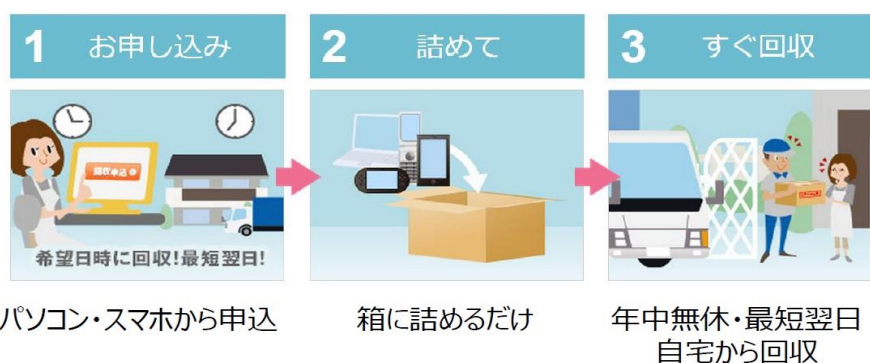 1 お申し込み
2 詰めて
3 すぐ回収
回収申込
希望日時に回収!最短翌日!
パソコン・スマホから申込
箱に詰めるだけ
年中無休・最短翌日
自宅から回収